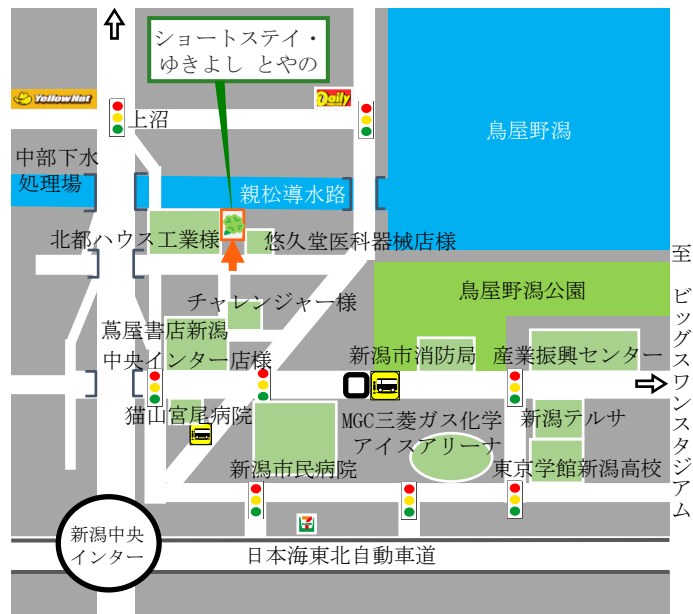 ショートステイ・
ゆきよし とやの
Yellow Hat
Daily
上沼
鳥屋野潟
中部下水
処理場
親松導水路
北都ハウス工業様
悠久堂医科器械店様
至
ビッグスワンスタジアム
鳥屋野潟公園
チャレンジャー様
蔦屋書店新潟
中央インター店様
新潟市消防局
産業振興センター
猫山宮尾病院
MGC三菱ガス化学
アイスアリーナ
新潟テルサ
新潟市民病院
東京学館新潟高校
7
新潟中央
インター
日本海東北自動車道